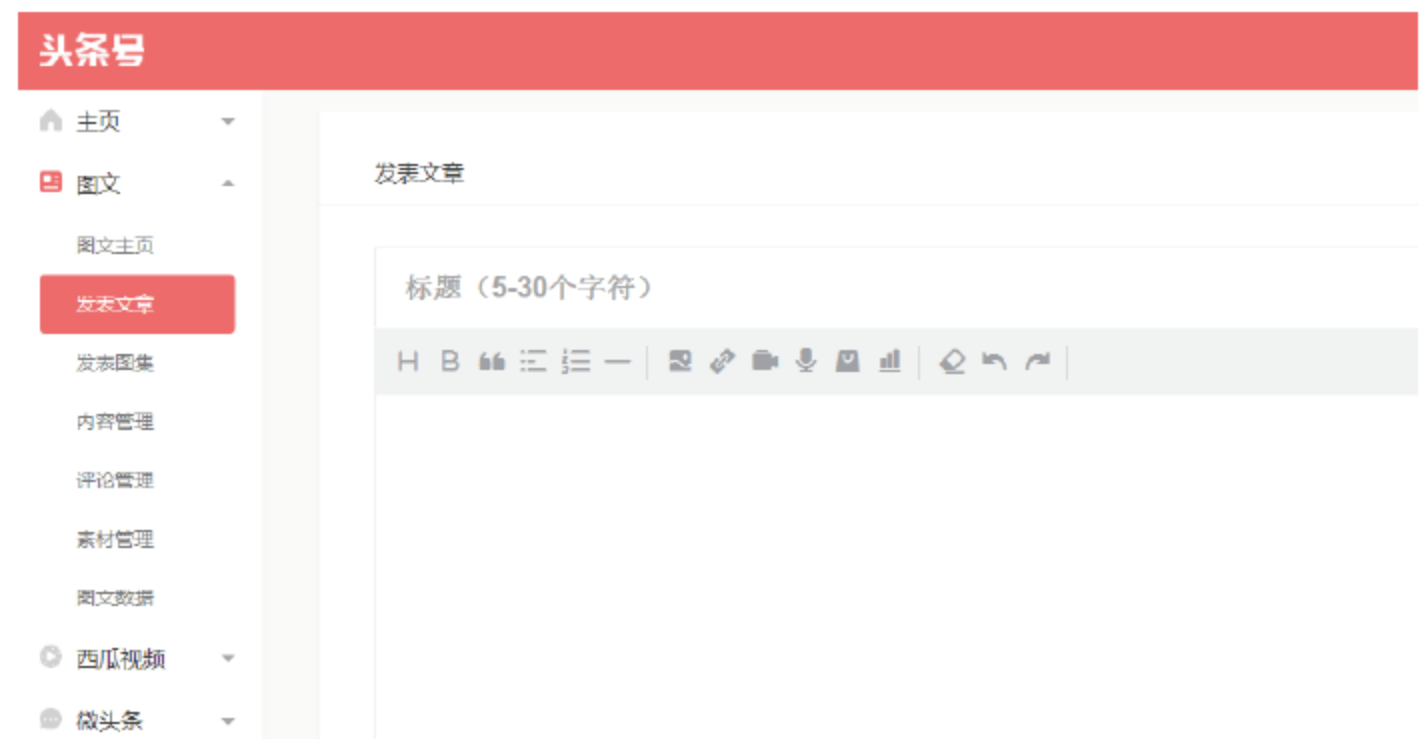 头条号
主页
图文
图文主页
发表文章
发表图集
内容管理
评论管理
素材管理
图文数据
西瓜视频
微头条
发表文章
标题（5-30个字符）
H B